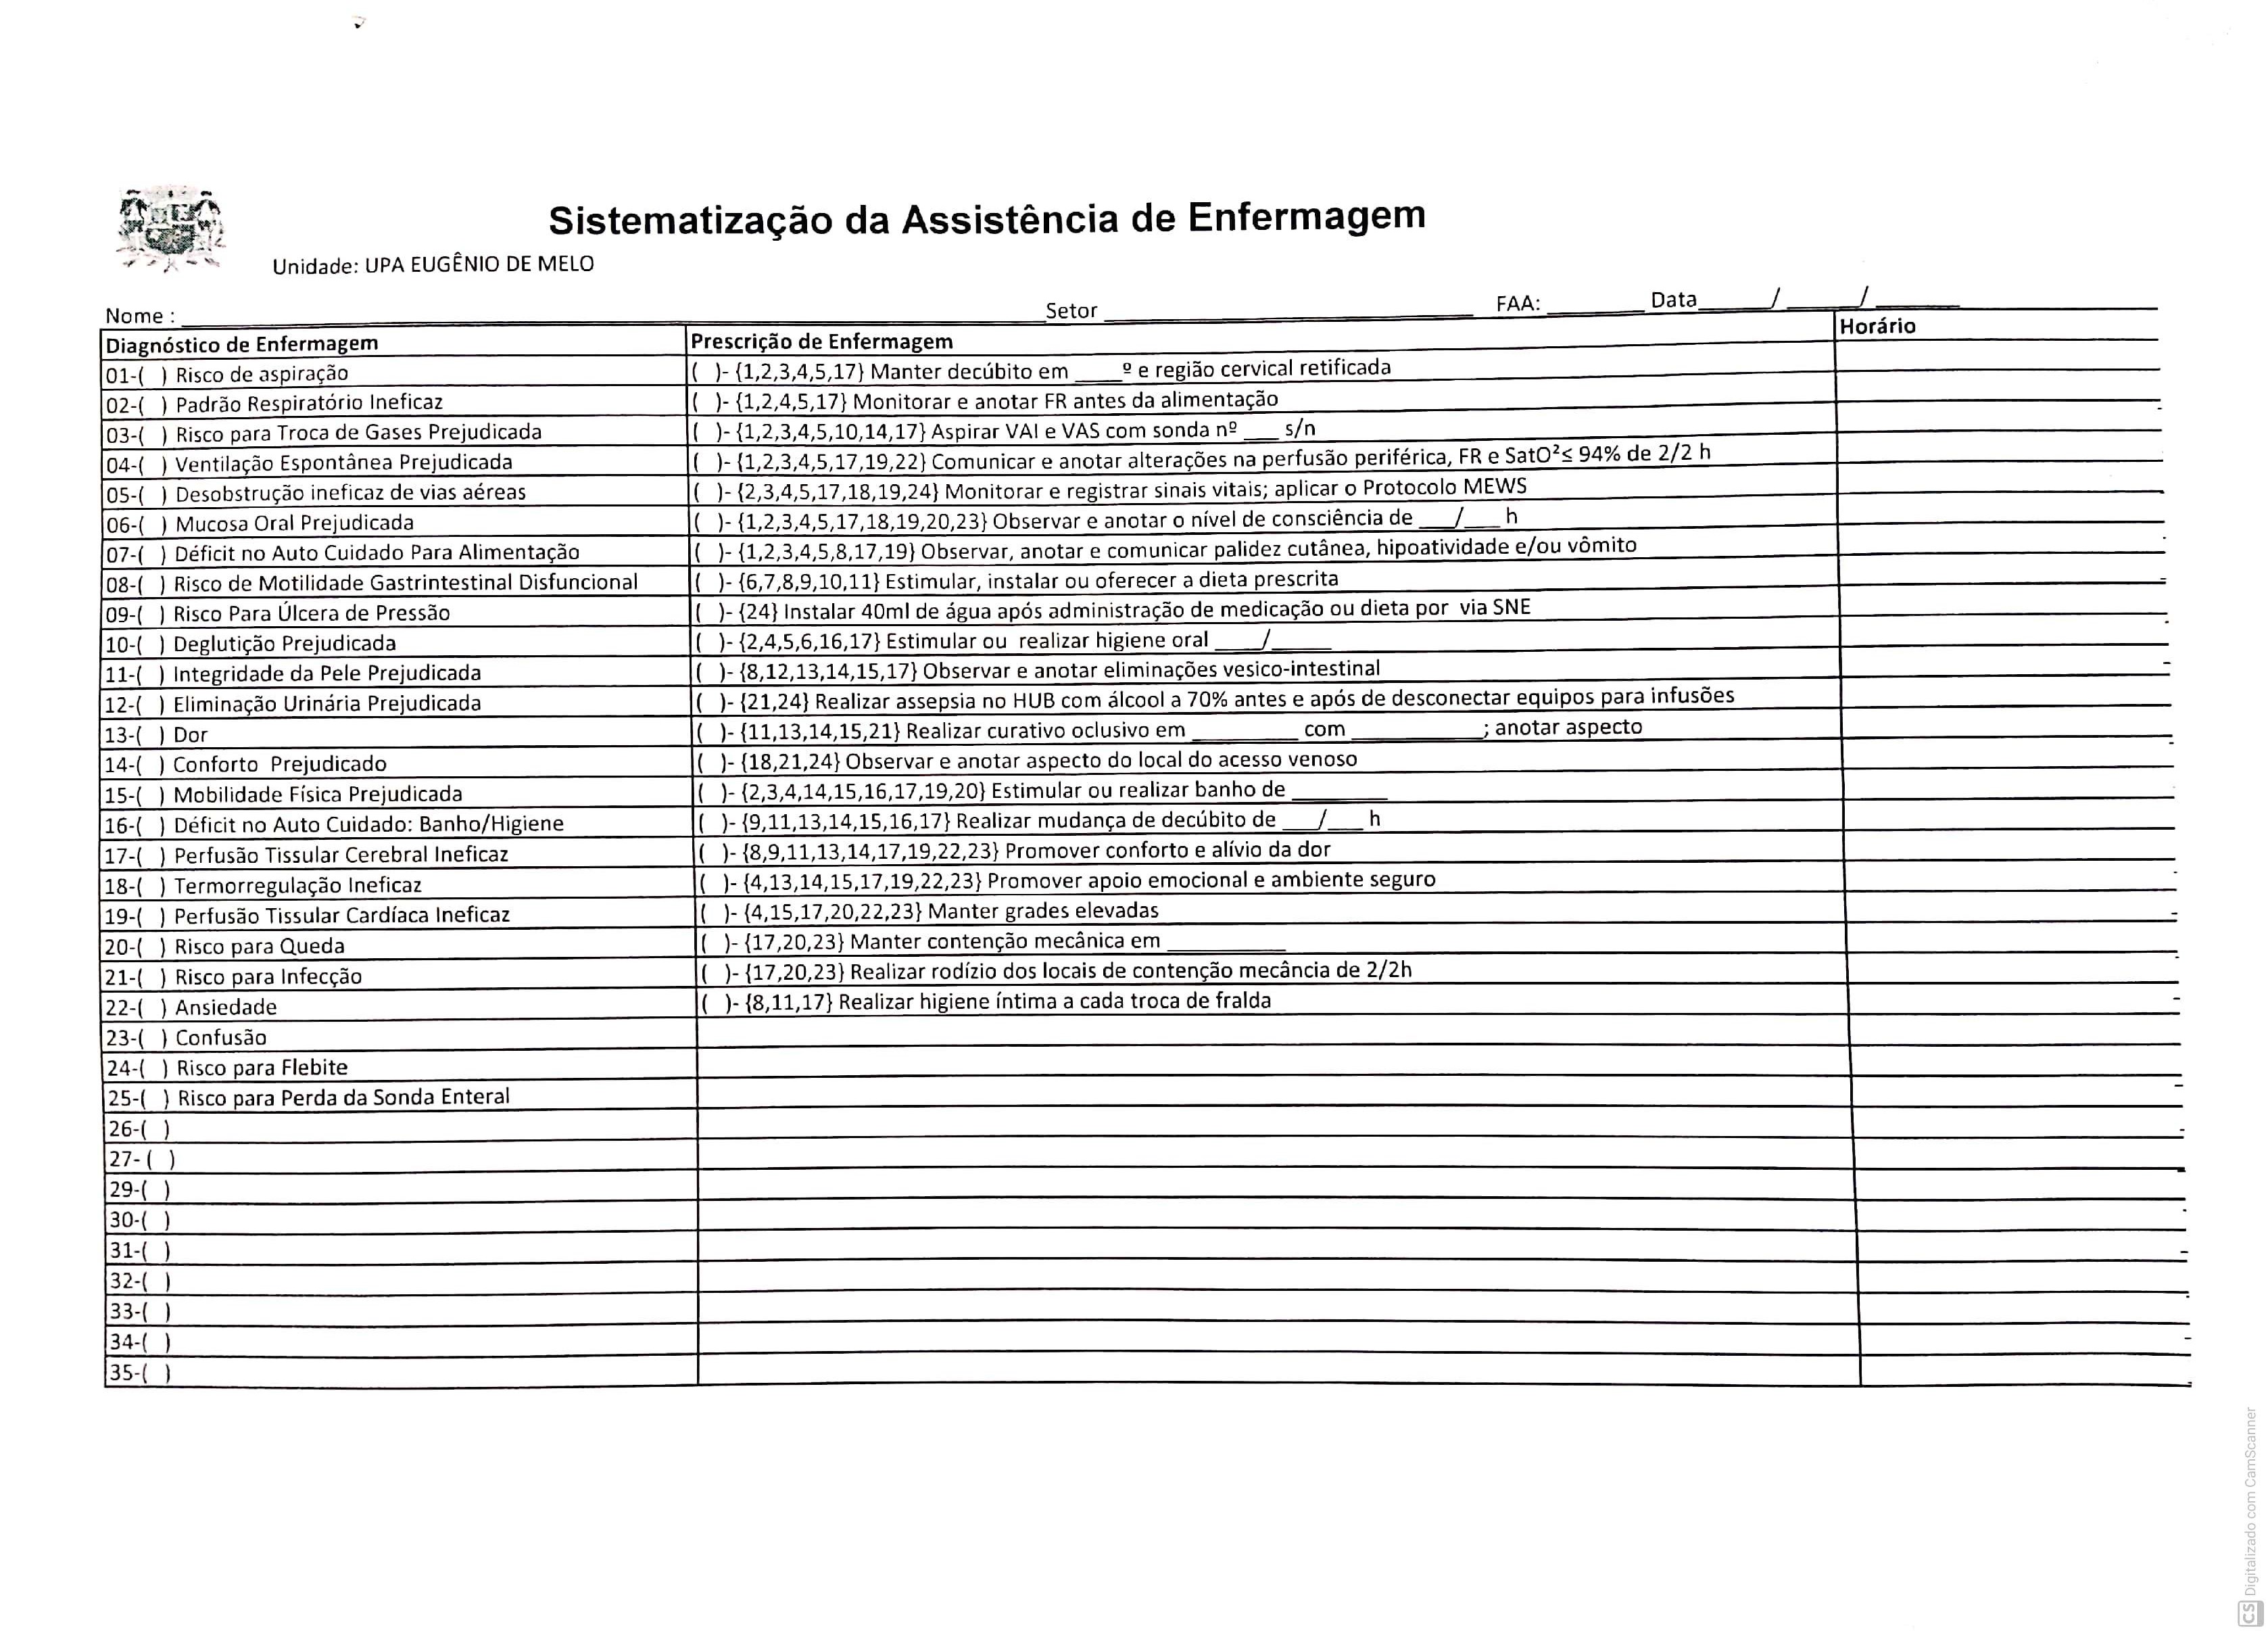 Sistematização da Assistência de Enfermagem
Unidade: UPA EUGÊNIO DE MELO
Nome : ____ Setor ____ FAA: ____ Data____/____/____
Diagnóstico de Enfermagem Prescrição de Enfermagem Horário
01-( ) Risco de aspiração ( )- {1,2,3,4,5,17} Manter decúbito em ____º e região cervical retificada
02-( ) Padrão Respiratório Ineficaz ( )- {1,2,4,5,17} Monitorar e anotar FR antes da alimentação
03-( ) Risco para Troca de Gases Prejudicada ( )- {1,2,3,4,5,10,14,17} Aspirar VAI e VAS com sonda nº ___ s/n
04-( ) Ventilação Espontânea Prejudicada ( )- {1,2,3,4,5,17,19,22} Comunicar e anotar alterações na perfusão periférica, FR e SatO²≤ 94% de 2/2 h
05-( ) Desobstrução ineficaz de vias aéreas ( )- {2,3,4,5,17,18,19,24} Monitorar e registrar sinais vitais; aplicar o Protocolo MEWS
06-( ) Mucosa Oral Prejudicada ( )- {1,2,3,4,5,17,18,19,20,23} Observar e anotar o nível de consciência de ___/___ h
07-( ) Déficit no Auto Cuidado Para Alimentação ( )- {1,2,3,4,5,8,17,19} Observar, anotar e comunicar palidez cutânea, hipoatividade e/ou vômito
08-( ) Risco de Motilidade Gastrintestinal Disfuncional ( )- {6,7,8,9,10,11} Estimular, instalar ou oferecer a dieta prescrita
09-( ) Risco Para Úlcera de Pressão ( )- {24} Instalar 40ml de água após administração de medicação ou dieta por via SNE
10-( ) Deglutição Prejudicada ( )- {2,4,5,6,16,17} Estimular ou realizar higiene oral ____/_____
11-( ) Integridade da Pele Prejudicada ( )- {8,12,13,14,15,17} Observar e anotar eliminações vesico-intestinal
12-( ) Eliminação Urinária Prejudicada ( )- {21,24} Realizar assepsia no HUB com álcool a 70% antes e após de desconectar equipos para infusões
13-( ) Dor ( )- {11,13,14,15,21} Realizar curativo oclusivo em _________ com ___________; anotar aspecto
14-( ) Conforto Prejudicado ( )- {18,21,24} Observar e anotar aspecto do local do acesso venoso
15-( ) Mobilidade Física Prejudicada ( )- {2,3,4,14,15,16,17,19,20} Estimular ou realizar banho de ________
16-( ) Déficit no Auto Cuidado: Banho/Higiene ( )- {9,11,13,14,15,16,17} Realizar mudança de decúbito de ___/___ h
17-( ) Perfusão Tissular Cerebral Ineficaz ( )- {8,9,11,13,14,17,19,22,23} Promover conforto e alívio da dor
18-( ) Termorregulação Ineficaz ( )- {4,13,14,15,17,19,22,23} Promover apoio emocional e ambiente seguro
19-( ) Perfusão Tissular Cardíaca Ineficaz ( )- {4,15,17,20,22,23} Manter grades elevadas
20-( ) Risco para Queda ( )- {17,20,23} Manter contenção mecânica em __________
21-( ) Risco para Infecção ( )- {17,20,23} Realizar rodízio dos locais de contenção mecância de 2/2h
22-( ) Ansiedade ( )- {8,11,17} Realizar higiene íntima a cada troca de fralda
23-( ) Confusão
24-( ) Risco para Flebite
25-( ) Risco para Perda da Sonda Enteral
26-( )
27- ( )
29-( )
30-( )
31-( )
32-( )
33-( )
34-( )
35-( )
CS Digitalizado com CamScanner